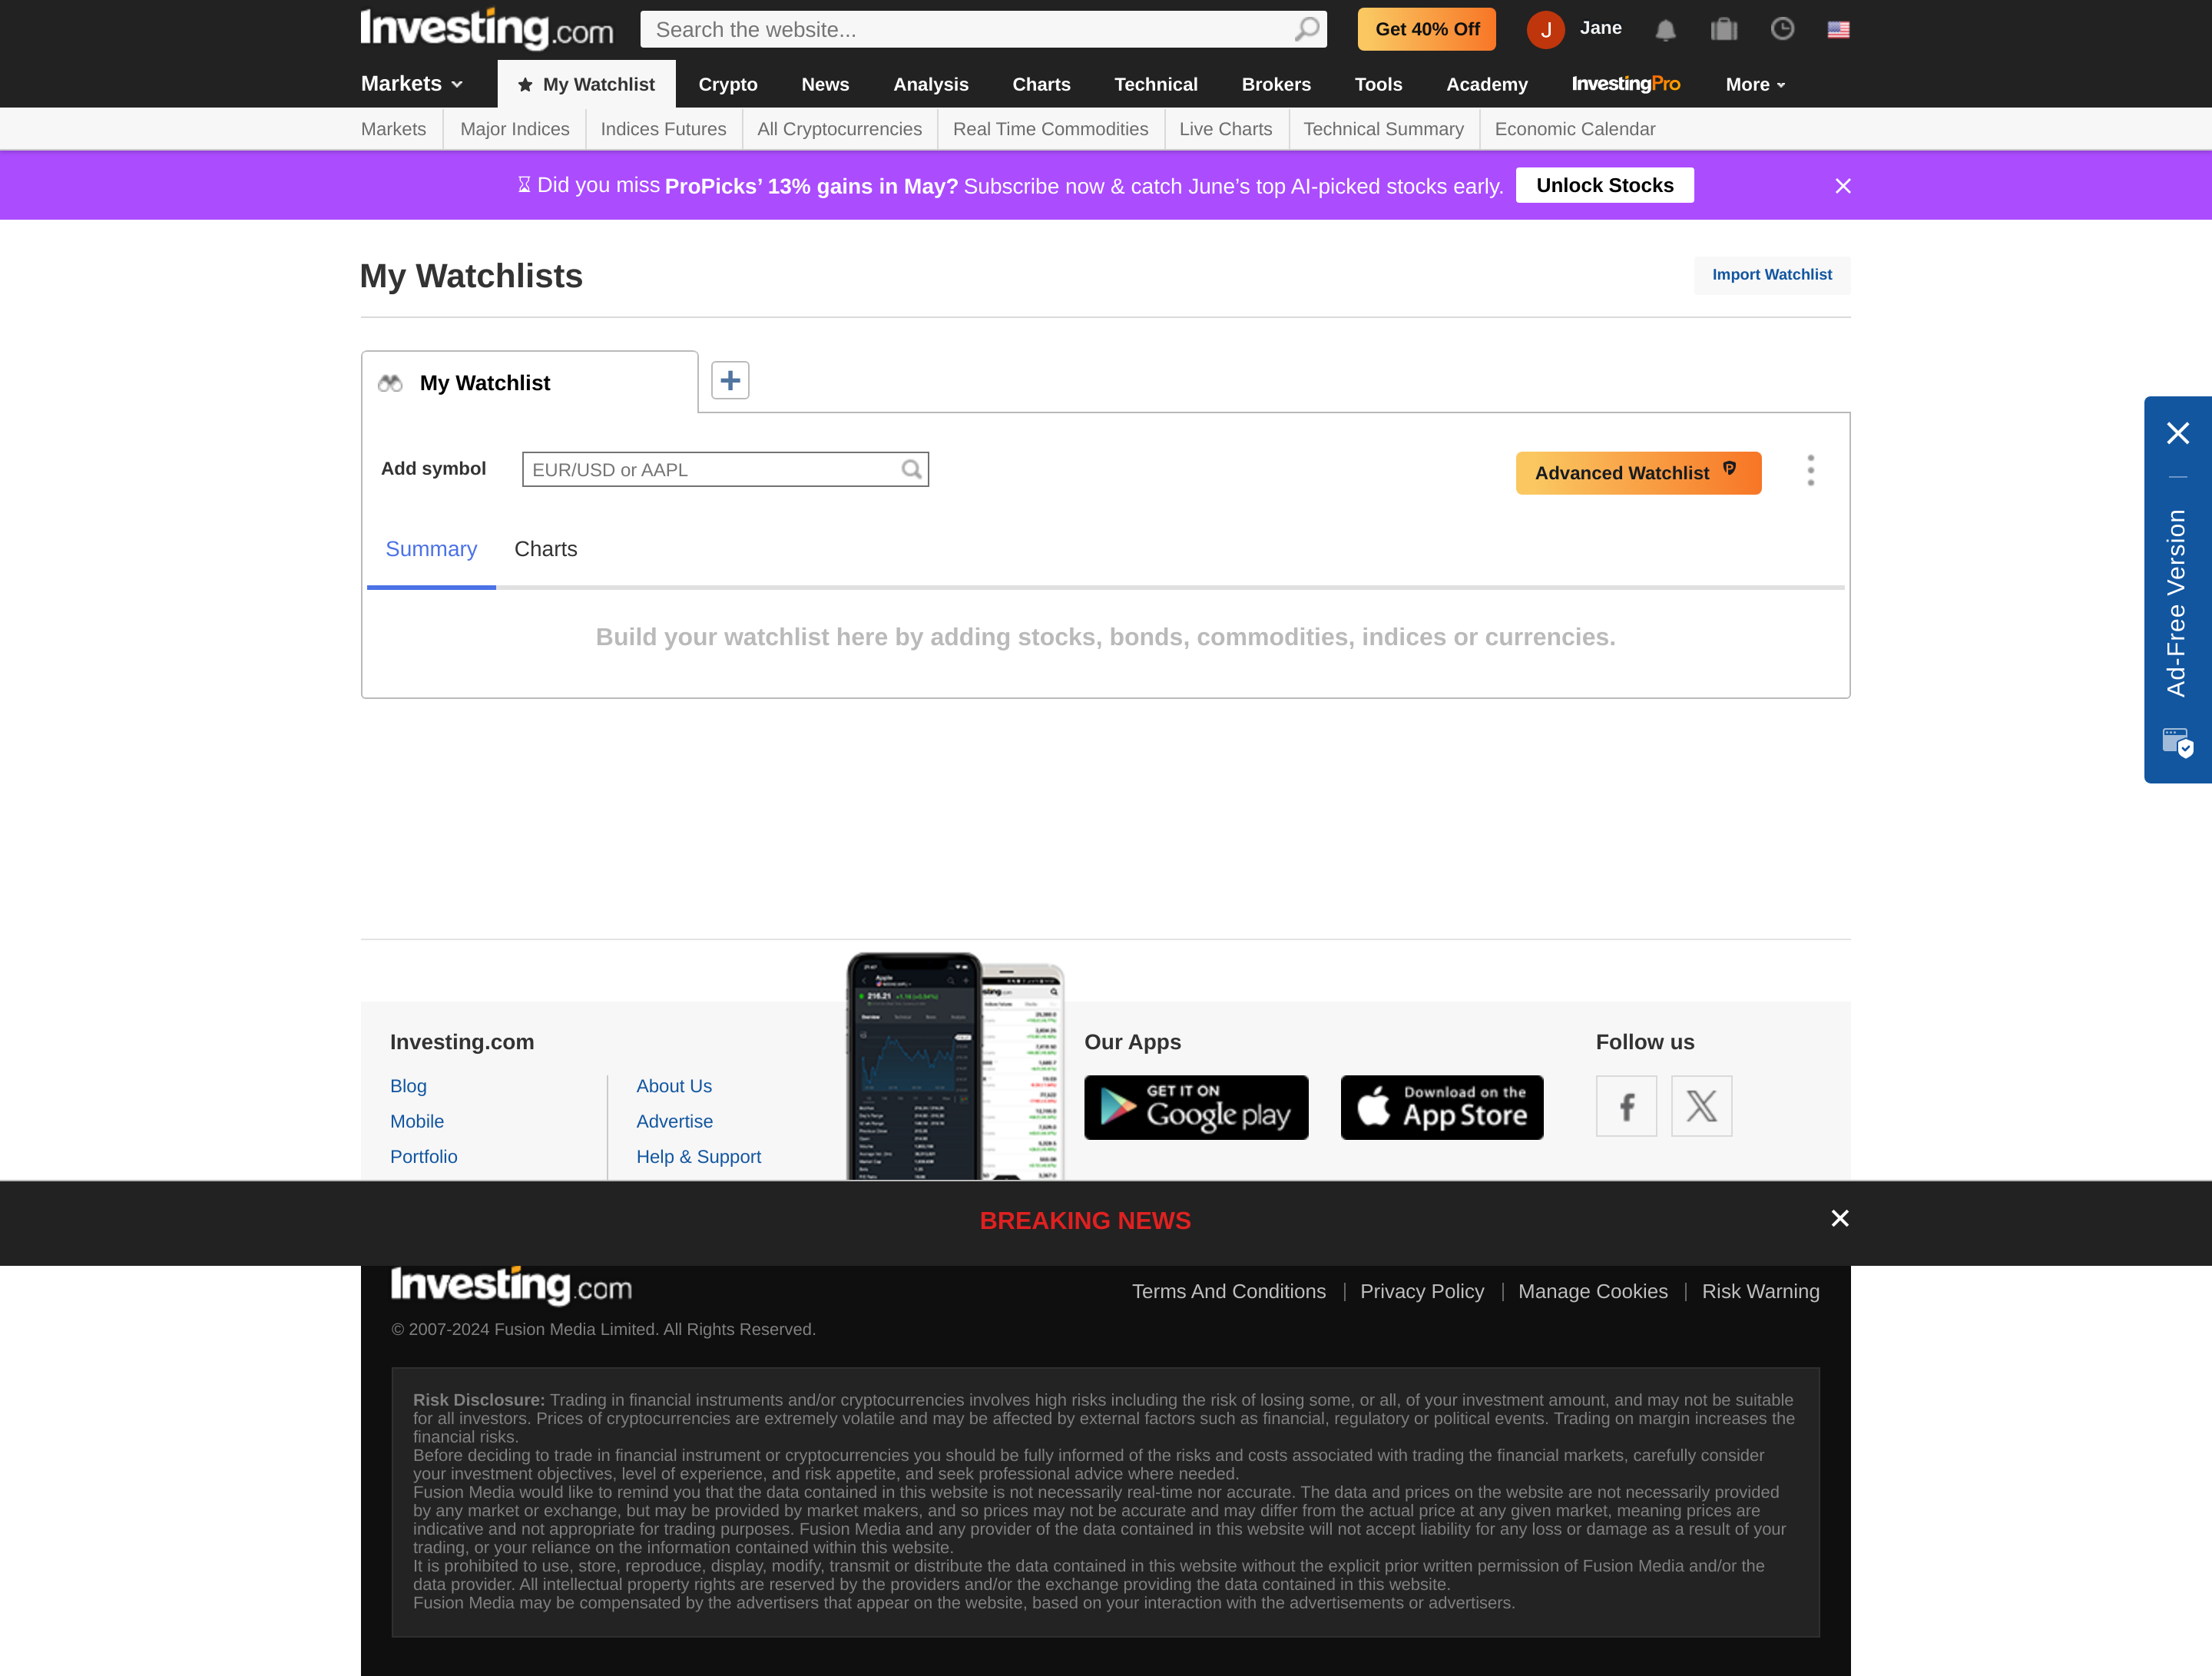 Investing.com
Search the website...
Get 40% Off
J
Jane
Markets
My Watchlist
Crypto
News
Analysis
Charts
Technical
Brokers
Tools
Academy
InvestingPro
More
Markets
Major Indices
Indices Futures
All Cryptocurrencies
Real Time Commodities
Live Charts
Technical Summary
Economic Calendar
Did you miss ProPicks’ 13% gains in May? Subscribe now & catch June’s top AI-picked stocks early.
Unlock Stocks
My Watchlists
Import Watchlist
My Watchlist
Add symbol
EUR/USD or AAPL
Advanced Watchlist
Summary
Charts
Build your watchlist here by adding stocks, bonds, commodities, indices or currencies.
Ad-Free Version
Investing.com
Blog
Mobile
Portfolio
About Us
Advertise
Help & Support
Apple
216.21
Our Apps
GET IT ON
Google play
Download on the
App Store
Follow us
BREAKING NEWS
Investing.com
Terms And Conditions
Privacy Policy
Manage Cookies
Risk Warning
© 2007-2024 Fusion Media Limited. All Rights Reserved.
Risk Disclosure: Trading in financial instruments and/or cryptocurrencies involves high risks including the risk of losing some, or all, of your investment amount, and may not be suitable
for all investors. Prices of cryptocurrencies are extremely volatile and may be affected by external factors such as financial, regulatory or political events. Trading on margin increases the
financial risks.
Before deciding to trade in financial instrument or cryptocurrencies you should be fully informed of the risks and costs associated with trading the financial markets, carefully consider
your investment objectives, level of experience, and risk appetite, and seek professional advice where needed.
Fusion Media would like to remind you that the data contained in this website is not necessarily real-time nor accurate. The data and prices on the website are not necessarily provided
by any market or exchange, but may be provided by market makers, and so prices may not be accurate and may differ from the actual price at any given market, meaning prices are
indicative and not appropriate for trading purposes. Fusion Media and any provider of the data contained in this website will not accept liability for any loss or damage as a result of your
trading, or your reliance on the information contained within this website.
It is prohibited to use, store, reproduce, display, modify, transmit or distribute the data contained in this website without the explicit prior written permission of Fusion Media and/or the
data provider. All intellectual property rights are reserved by the providers and/or the exchange providing the data contained in this website.
Fusion Media may be compensated by the advertisers that appear on the website, based on your interaction with the advertisements or advertisers.